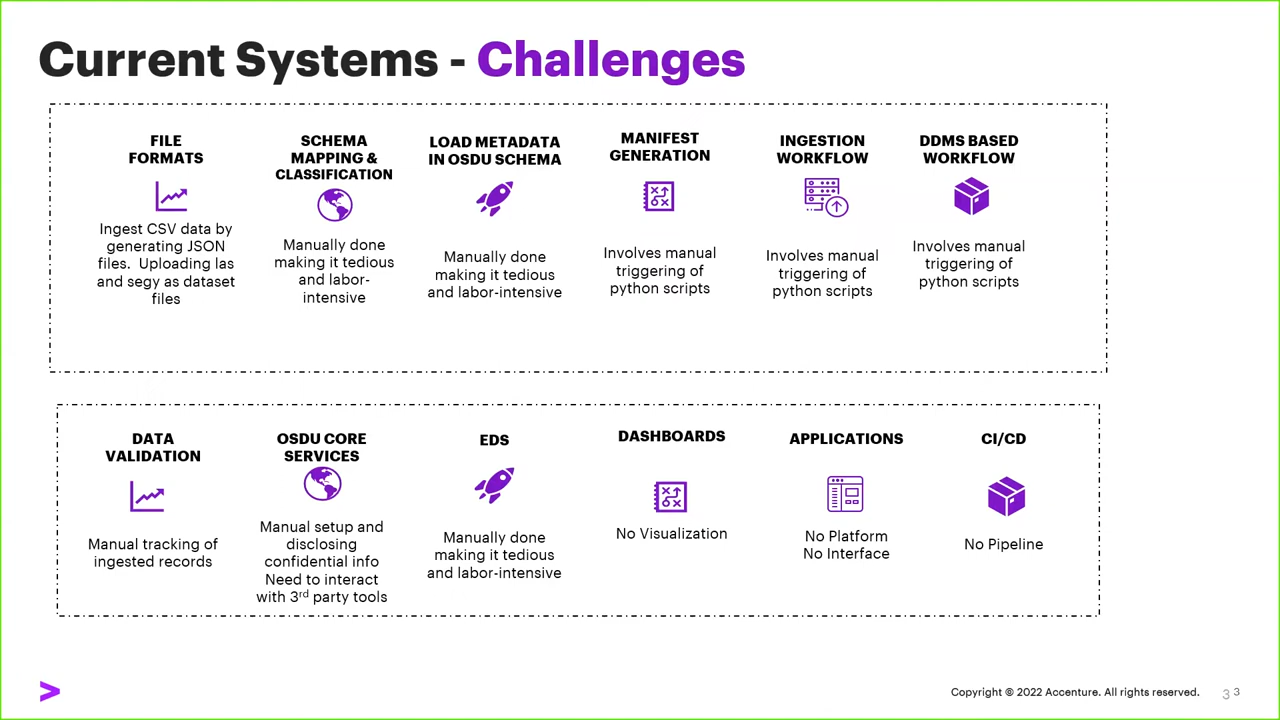 Current Systems - Challenges
FILE
FORMATS
Ingest CSV data by
generating JSON
files. Uploading las
and segy as dataset
files
SCHEMA
MAPPING &
CLASSIFICATION
Manually done
making it tedious
and labor-
intensive
LOAD METADATA
IN OSDU SCHEMA
Manually done
making it tedious
and labor-intensive
MANIFEST
GENERATION
Involves manual
triggering of
python scripts
INGESTION
WORKFLOW
Involves manual
triggering of
python scripts
DDMS BASED
WORKFLOW
Involves manual
triggering of
python scripts
DATA
VALIDATION
Manual tracking of
ingested records
OSDU CORE
SERVICES
Manual setup and
disclosing
confidential info
Need to interact
with 3rd party tools
EDS
Manually done
making it tedious
and labor-intensive
DASHBOARDS
No Visualization
APPLICATIONS
No Platform
No Interface
CI/CD
No Pipeline
Copyright © 2022 Accenture. All rights reserved.
3 3